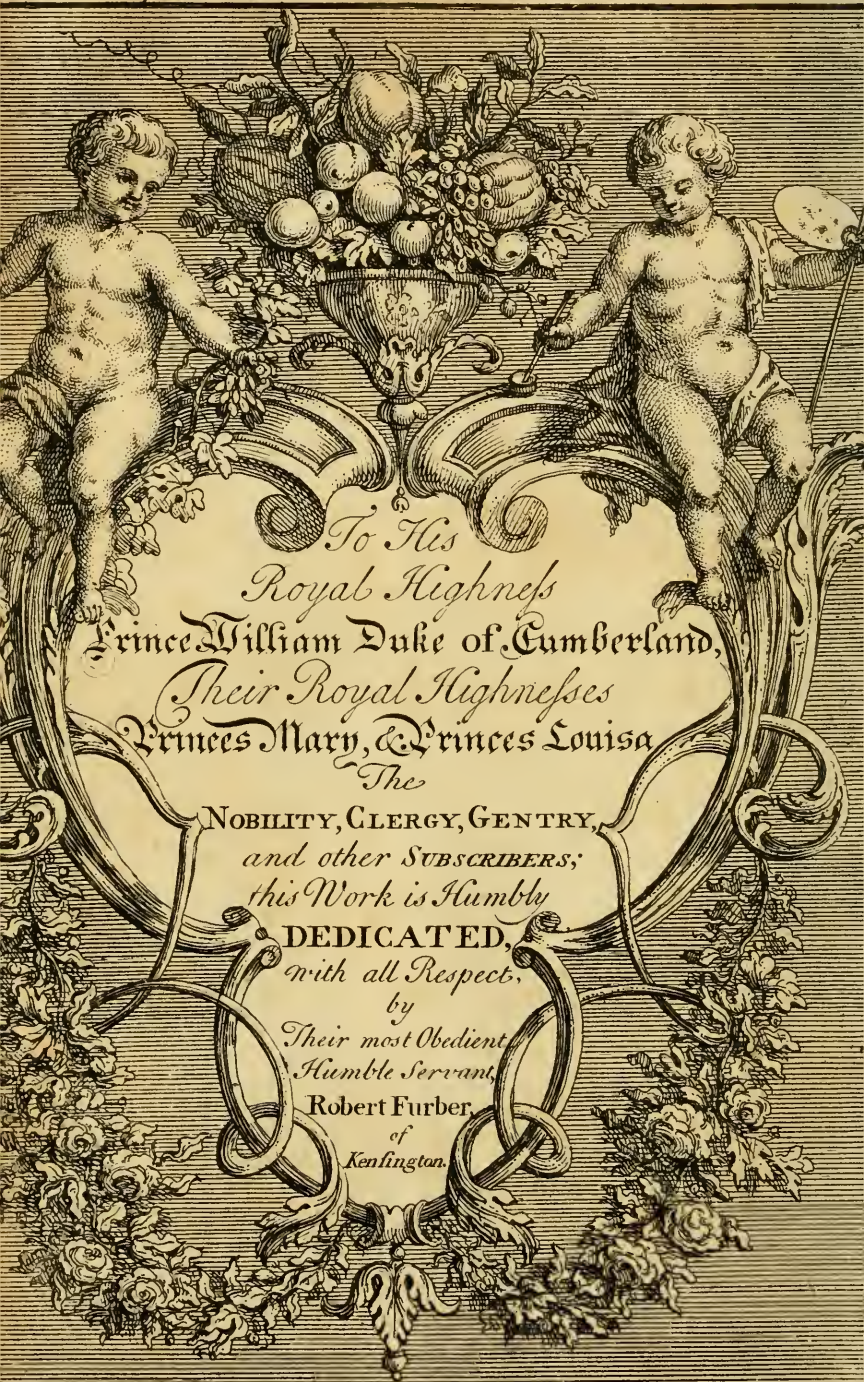 To His
Royal Highneſs
Prince William Duke of Cumberland,
Their Royal Highneſses
Princes Mary, & Princes Louisa
The
NOBILITY, CLERGY, GENTRY,
and other SUBSCRIBERS;
this Work is Humbly
DEDICATED,
with all Respect,
by
Their most Obedient
Humble Servant,
Robert Furber,
of
Kenſington.